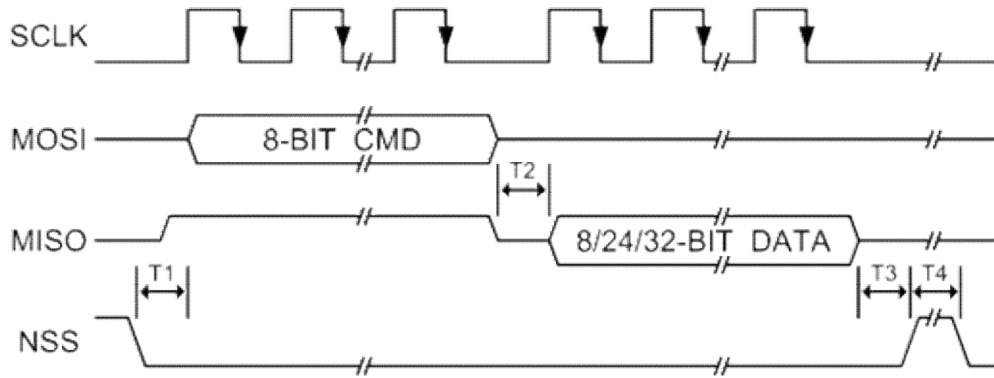 SCLK
MOSI
8-BIT CMD
T2
MISO
8/24/32-BIT DATA
T1
T3
T4
NSS